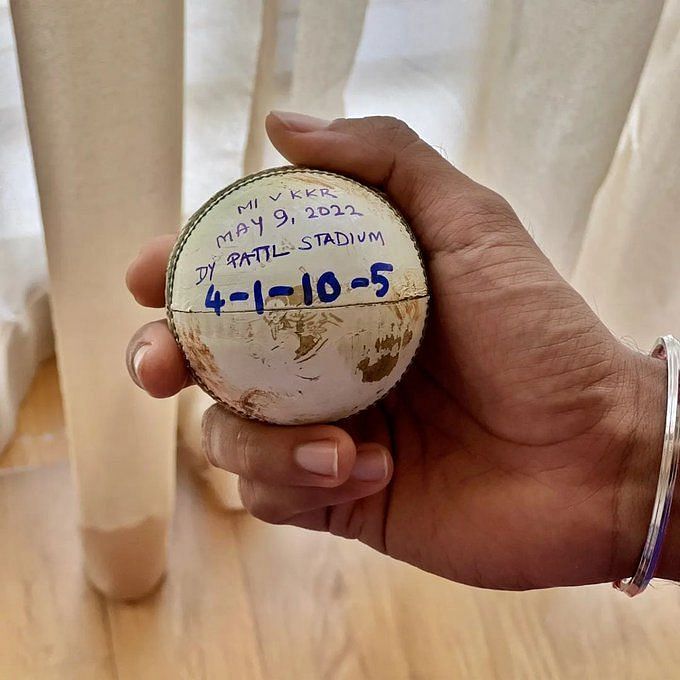 MI V KKR
MAY 9, 2022
DY PATIL STADIUM
4-1-10-5